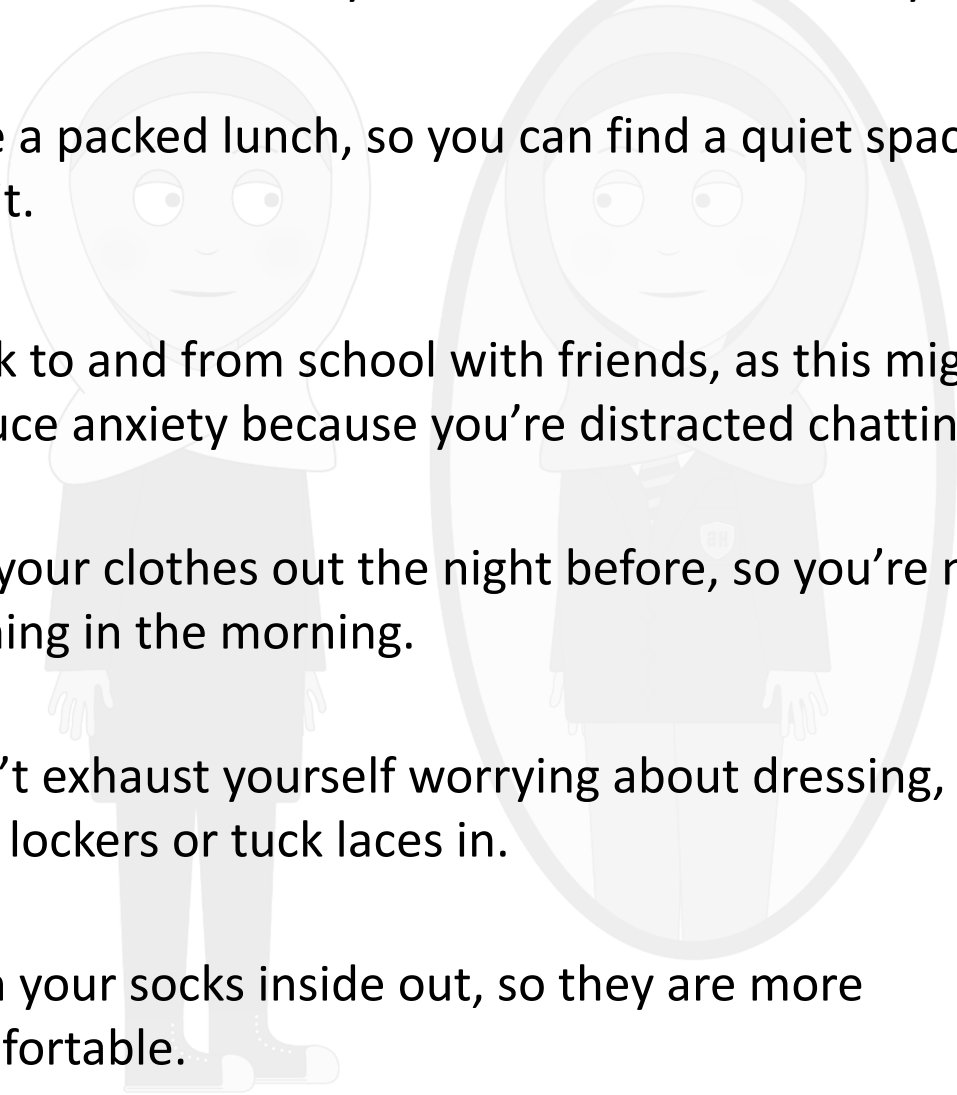 e a packed lunch, so you can find a quiet spac
t.
k to and from school with friends, as this mig
uce anxiety because you’re distracted chattin
your clothes out the night before, so you’re n
ning in the morning.
’t exhaust yourself worrying about dressing,
lockers or tuck laces in.
n your socks inside out, so they are more
fortable.